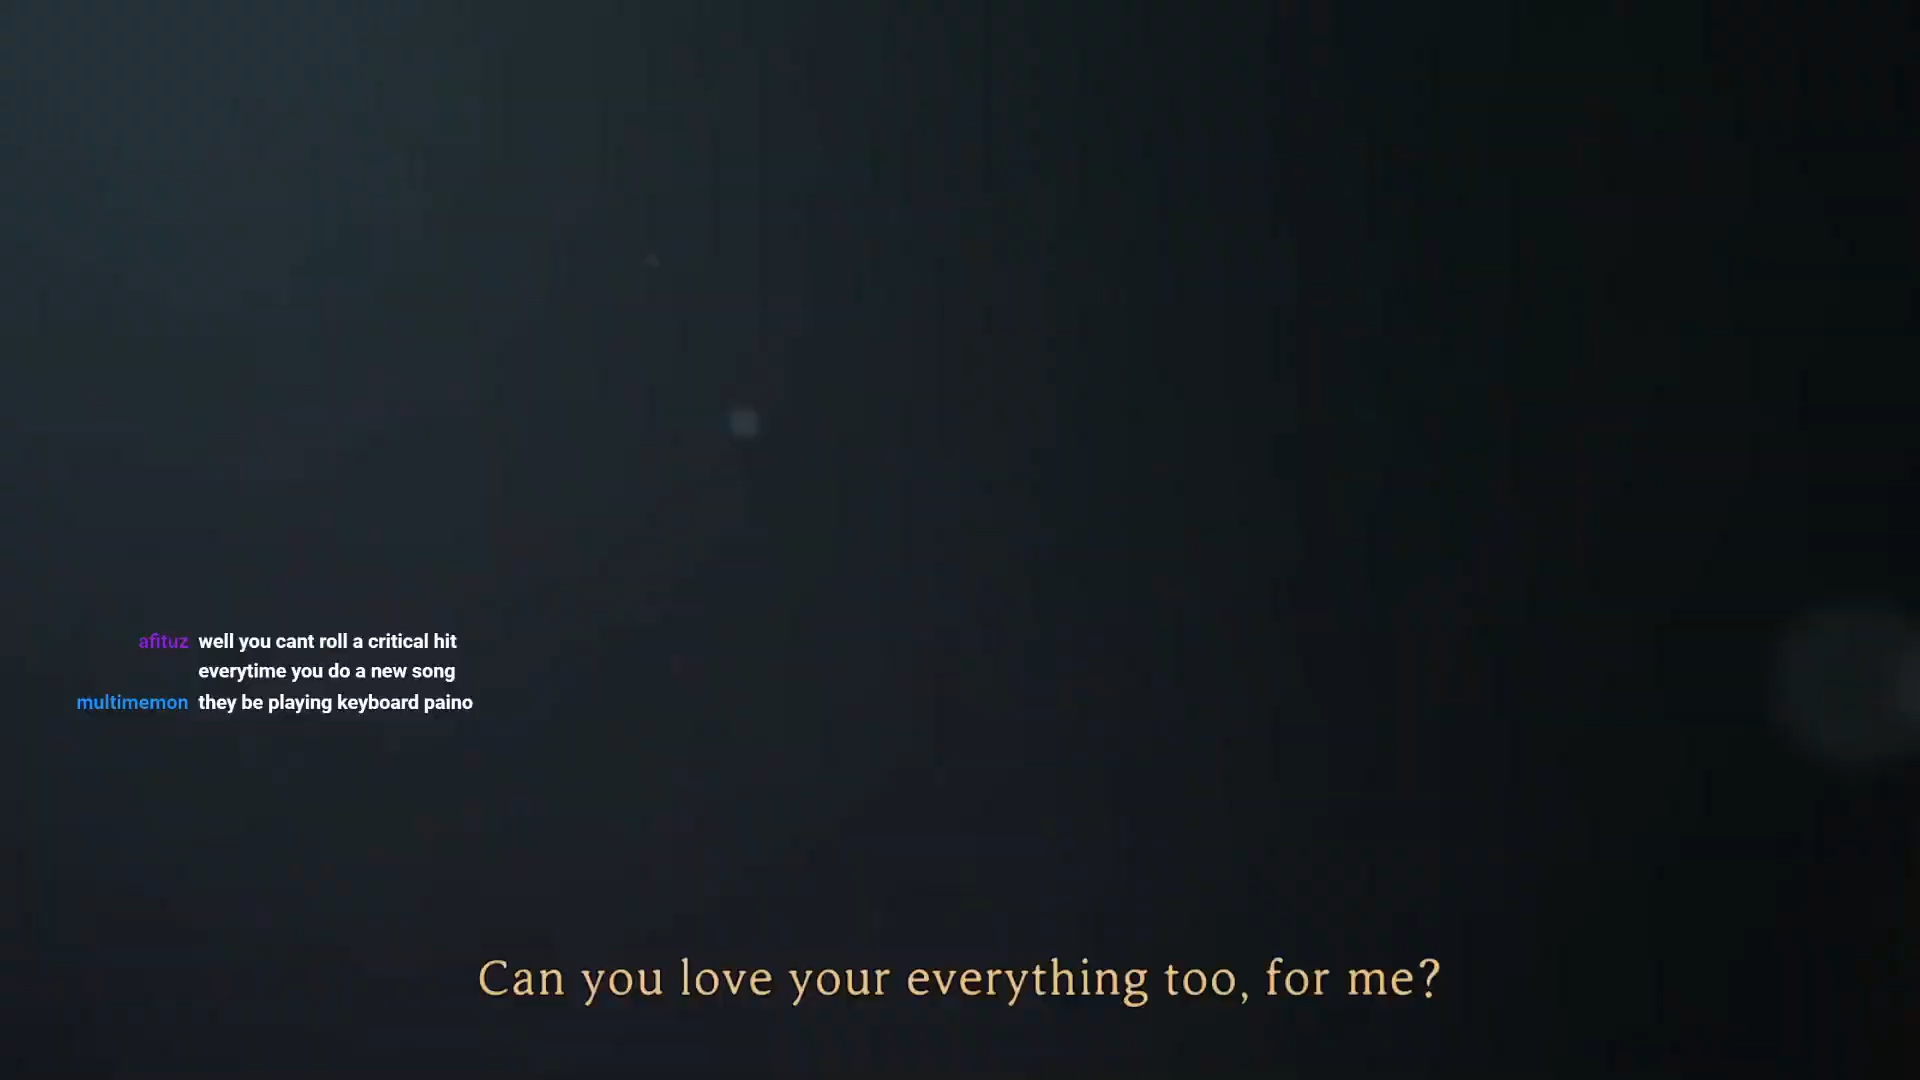 afituz well you cant roll a critical hit
everytime you do a new song
multimemon they be playing keyboard paino
Can you love your everything too, for me?